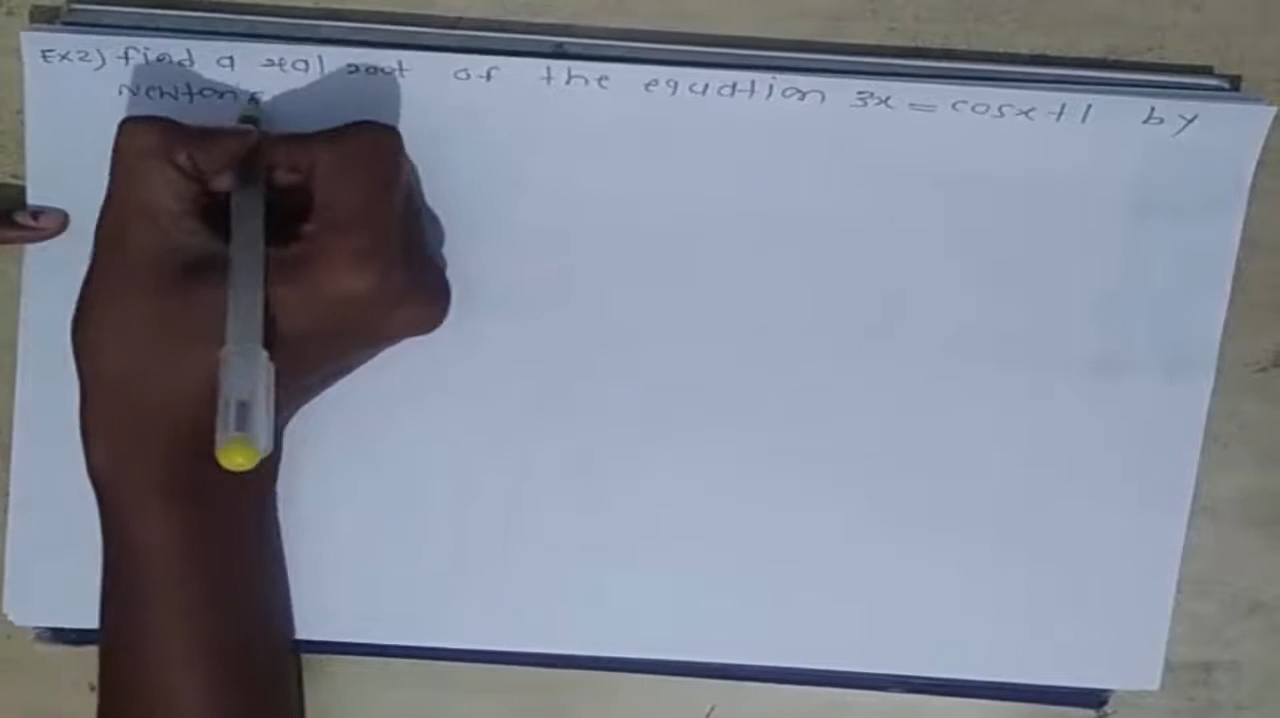 Ex2) find a real root of the equation 3x = cosx+1 by
Newton's